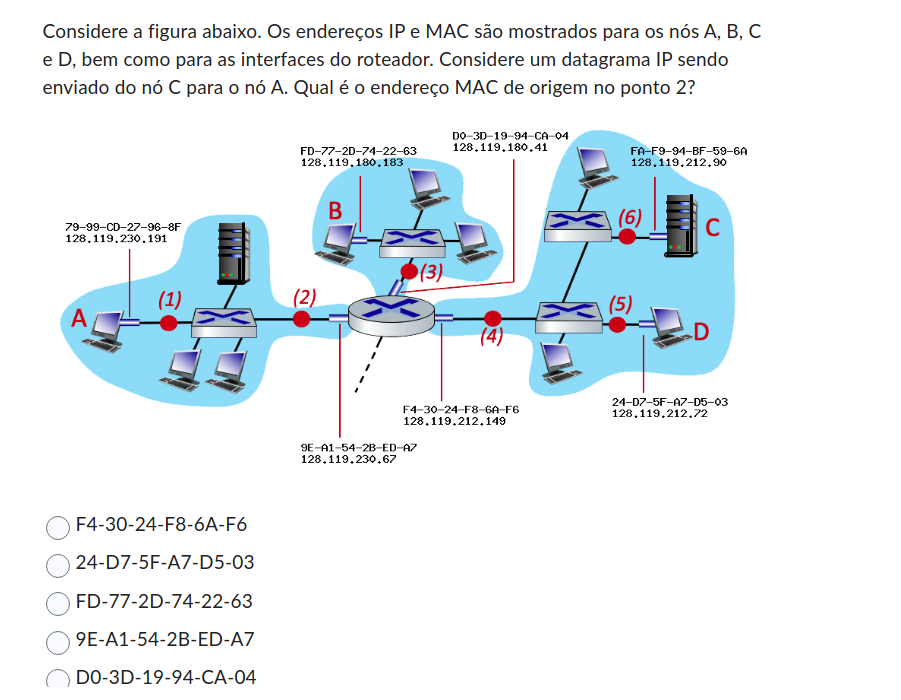 Considere a figura abaixo. Os endereços IP e MAC são mostrados para os nós A, B, C
e D, bem como para as interfaces do roteador. Considere um datagrama IP sendo
enviado do nó C para o nó A. Qual é o endereço MAC de origem no ponto 2?
D0-3D-19-94-CA-04
128.119.180.41
FD-77-2D-74-22-63
128.119.180.183
FA-F9-94-BF-59-6A
128.119.212.90
B
(6)
C
79-99-CD-27-96-8F
128.119.230.191
(3)
A
(1)
(2)
(4)
(5)
D
24-D7-5F-A7-D5-03
128.119.212.72
F4-30-24-F8-6A-F6
128.119.212.149
9E-A1-54-2B-ED-A7
128.119.230.67
F4-30-24-F8-6A-F6
24-D7-5F-A7-D5-03
FD-77-2D-74-22-63
9E-A1-54-2B-ED-A7
D0-3D-19-94-CA-04